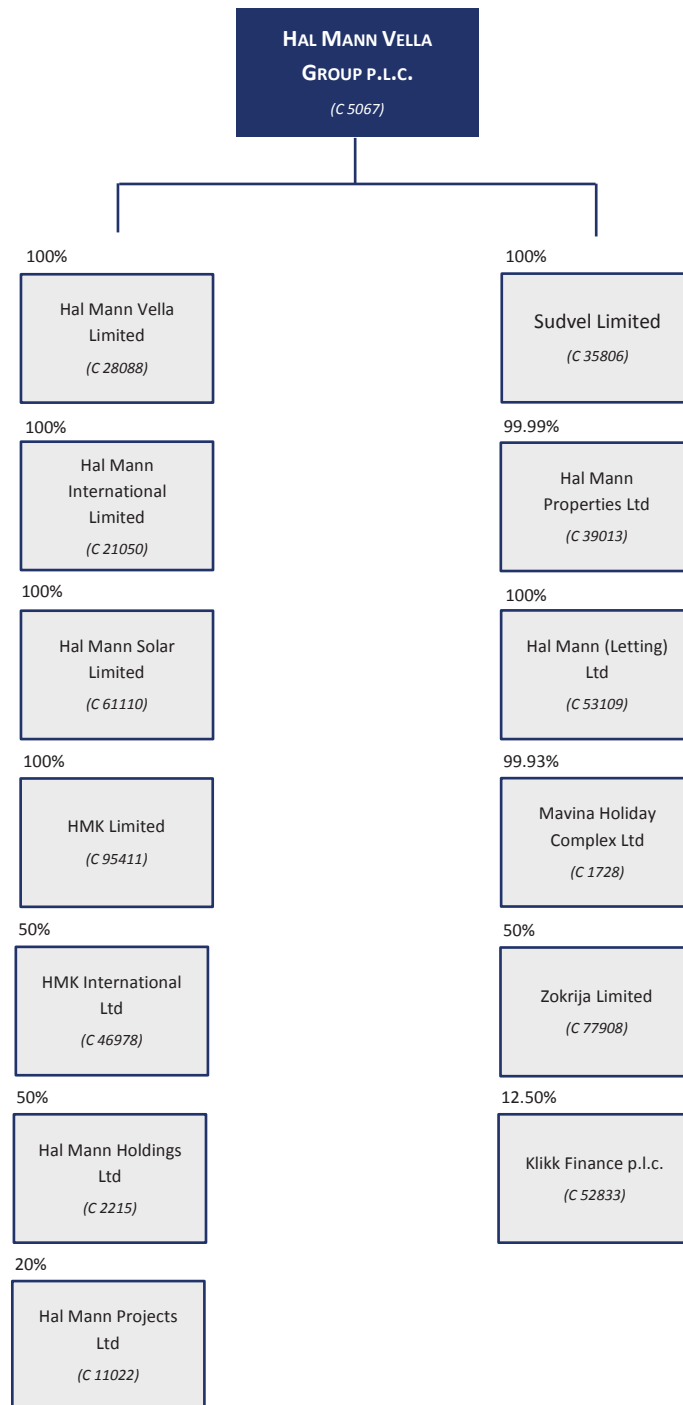 HAL MANN VELLA
GROUP P.L.C.
(C 5067)
100%
Hal Mann Vella
Limited
(C 28088)
100%
Hal Mann
International
Limited
(C 21050)
100%
Hal Mann Solar
Limited
(C 61110)
100%
HMK Limited
(C 95411)
50%
HMK International
Ltd
(C 46978)
50%
Hal Mann Holdings
Ltd
(C 2215)
20%
Hal Mann Projects
Ltd
(C 11022)
100%
Sudvel Limited
(C 35806)
99.99%
Hal Mann
Properties Ltd
(C 39013)
100%
Hal Mann (Letting)
Ltd
(C 53109)
99.93%
Mavina Holiday
Complex Ltd
(C 1728)
50%
Zokrija Limited
(C 77908)
12.50%
Klikk Finance p.l.c.
(C 52833)